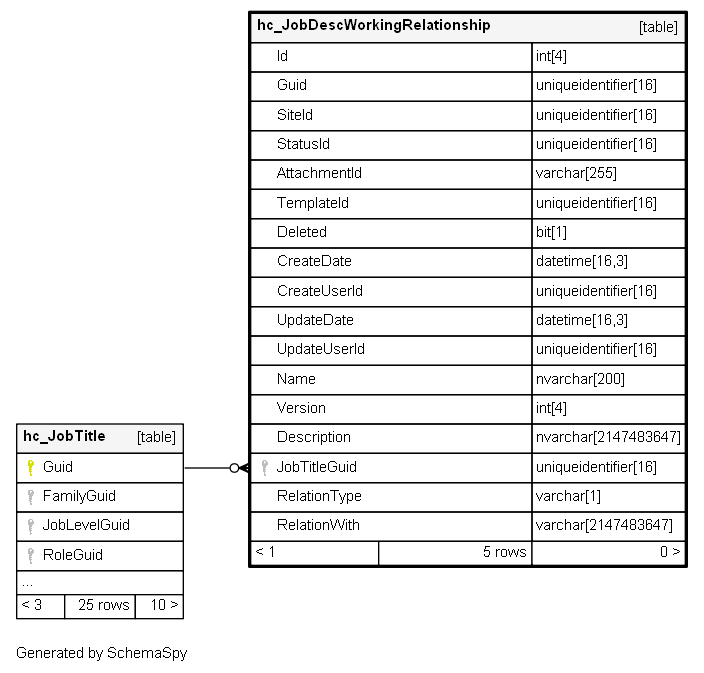 hc_JobDescWorkingRelationship [table]
Id int[4]
Guid uniqueidentifier[16]
SiteId uniqueidentifier[16]
StatusId uniqueidentifier[16]
AttachmentId varchar[255]
TemplateId uniqueidentifier[16]
Deleted bit[1]
CreateDate datetime[16,3]
CreateUserId uniqueidentifier[16]
UpdateDate datetime[16,3]
UpdateUserId uniqueidentifier[16]
Name nvarchar[200]
Version int[4]
Description nvarchar[2147483647]
JobTitleGuid uniqueidentifier[16]
RelationType varchar[1]
RelationWith varchar[2147483647]
< 1 5 rows 0 >
hc_JobTitle [table]
Guid
FamilyGuid
JobLevelGuid
RoleGuid
...
< 3 25 rows 10 >
Generated by SchemaSpy